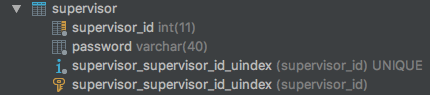 supervisor
supervisor_id int(11)
password varchar(40)
supervisor_supervisor_id_uindex (supervisor_id) UNIQUE
supervisor_supervisor_id_uindex (supervisor_id)